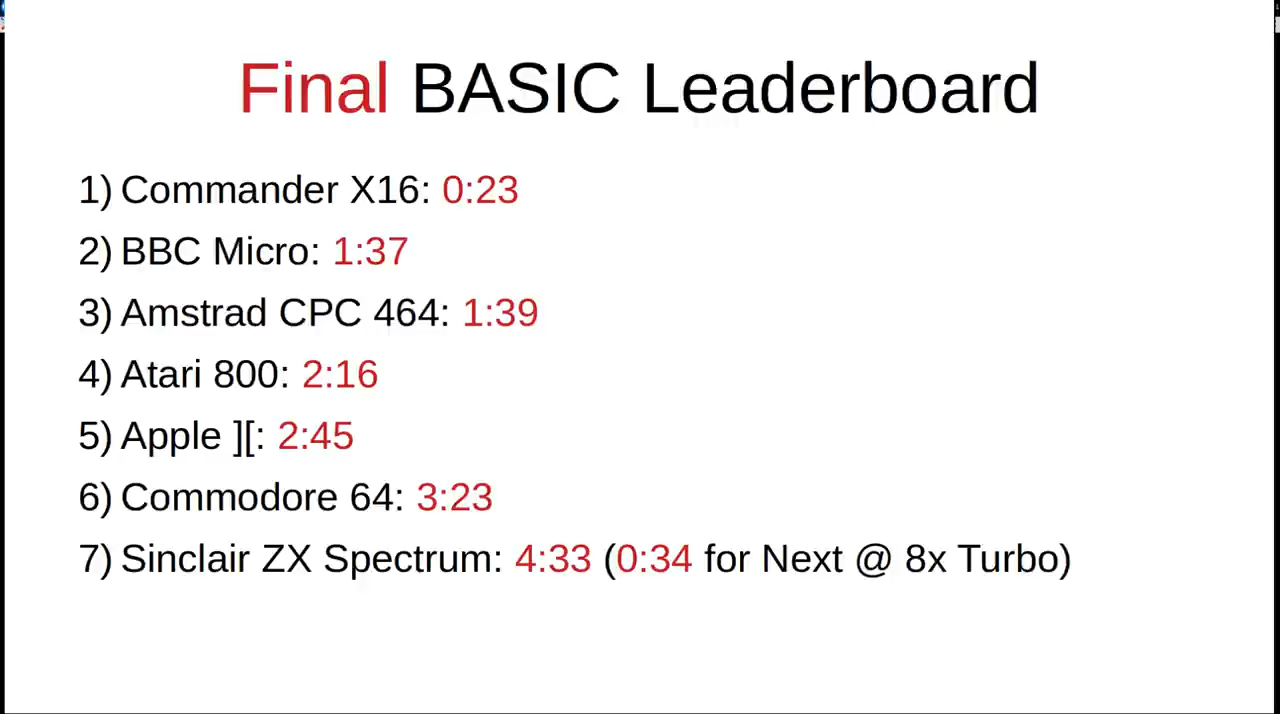 Final BASIC Leaderboard
1) Commander X16: 0:23
2) BBC Micro: 1:37
3) Amstrad CPC 464: 1:39
4) Atari 800: 2:16
5) Apple ][: 2:45
6) Commodore 64: 3:23
7) Sinclair ZX Spectrum: 4:33 (0:34 for Next @ 8x Turbo)